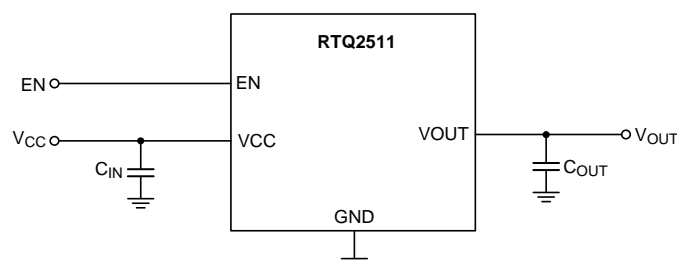 RTQ2511
EN
EN
VCC
VCC
VOUT
VOUT
CIN
COUT
GND